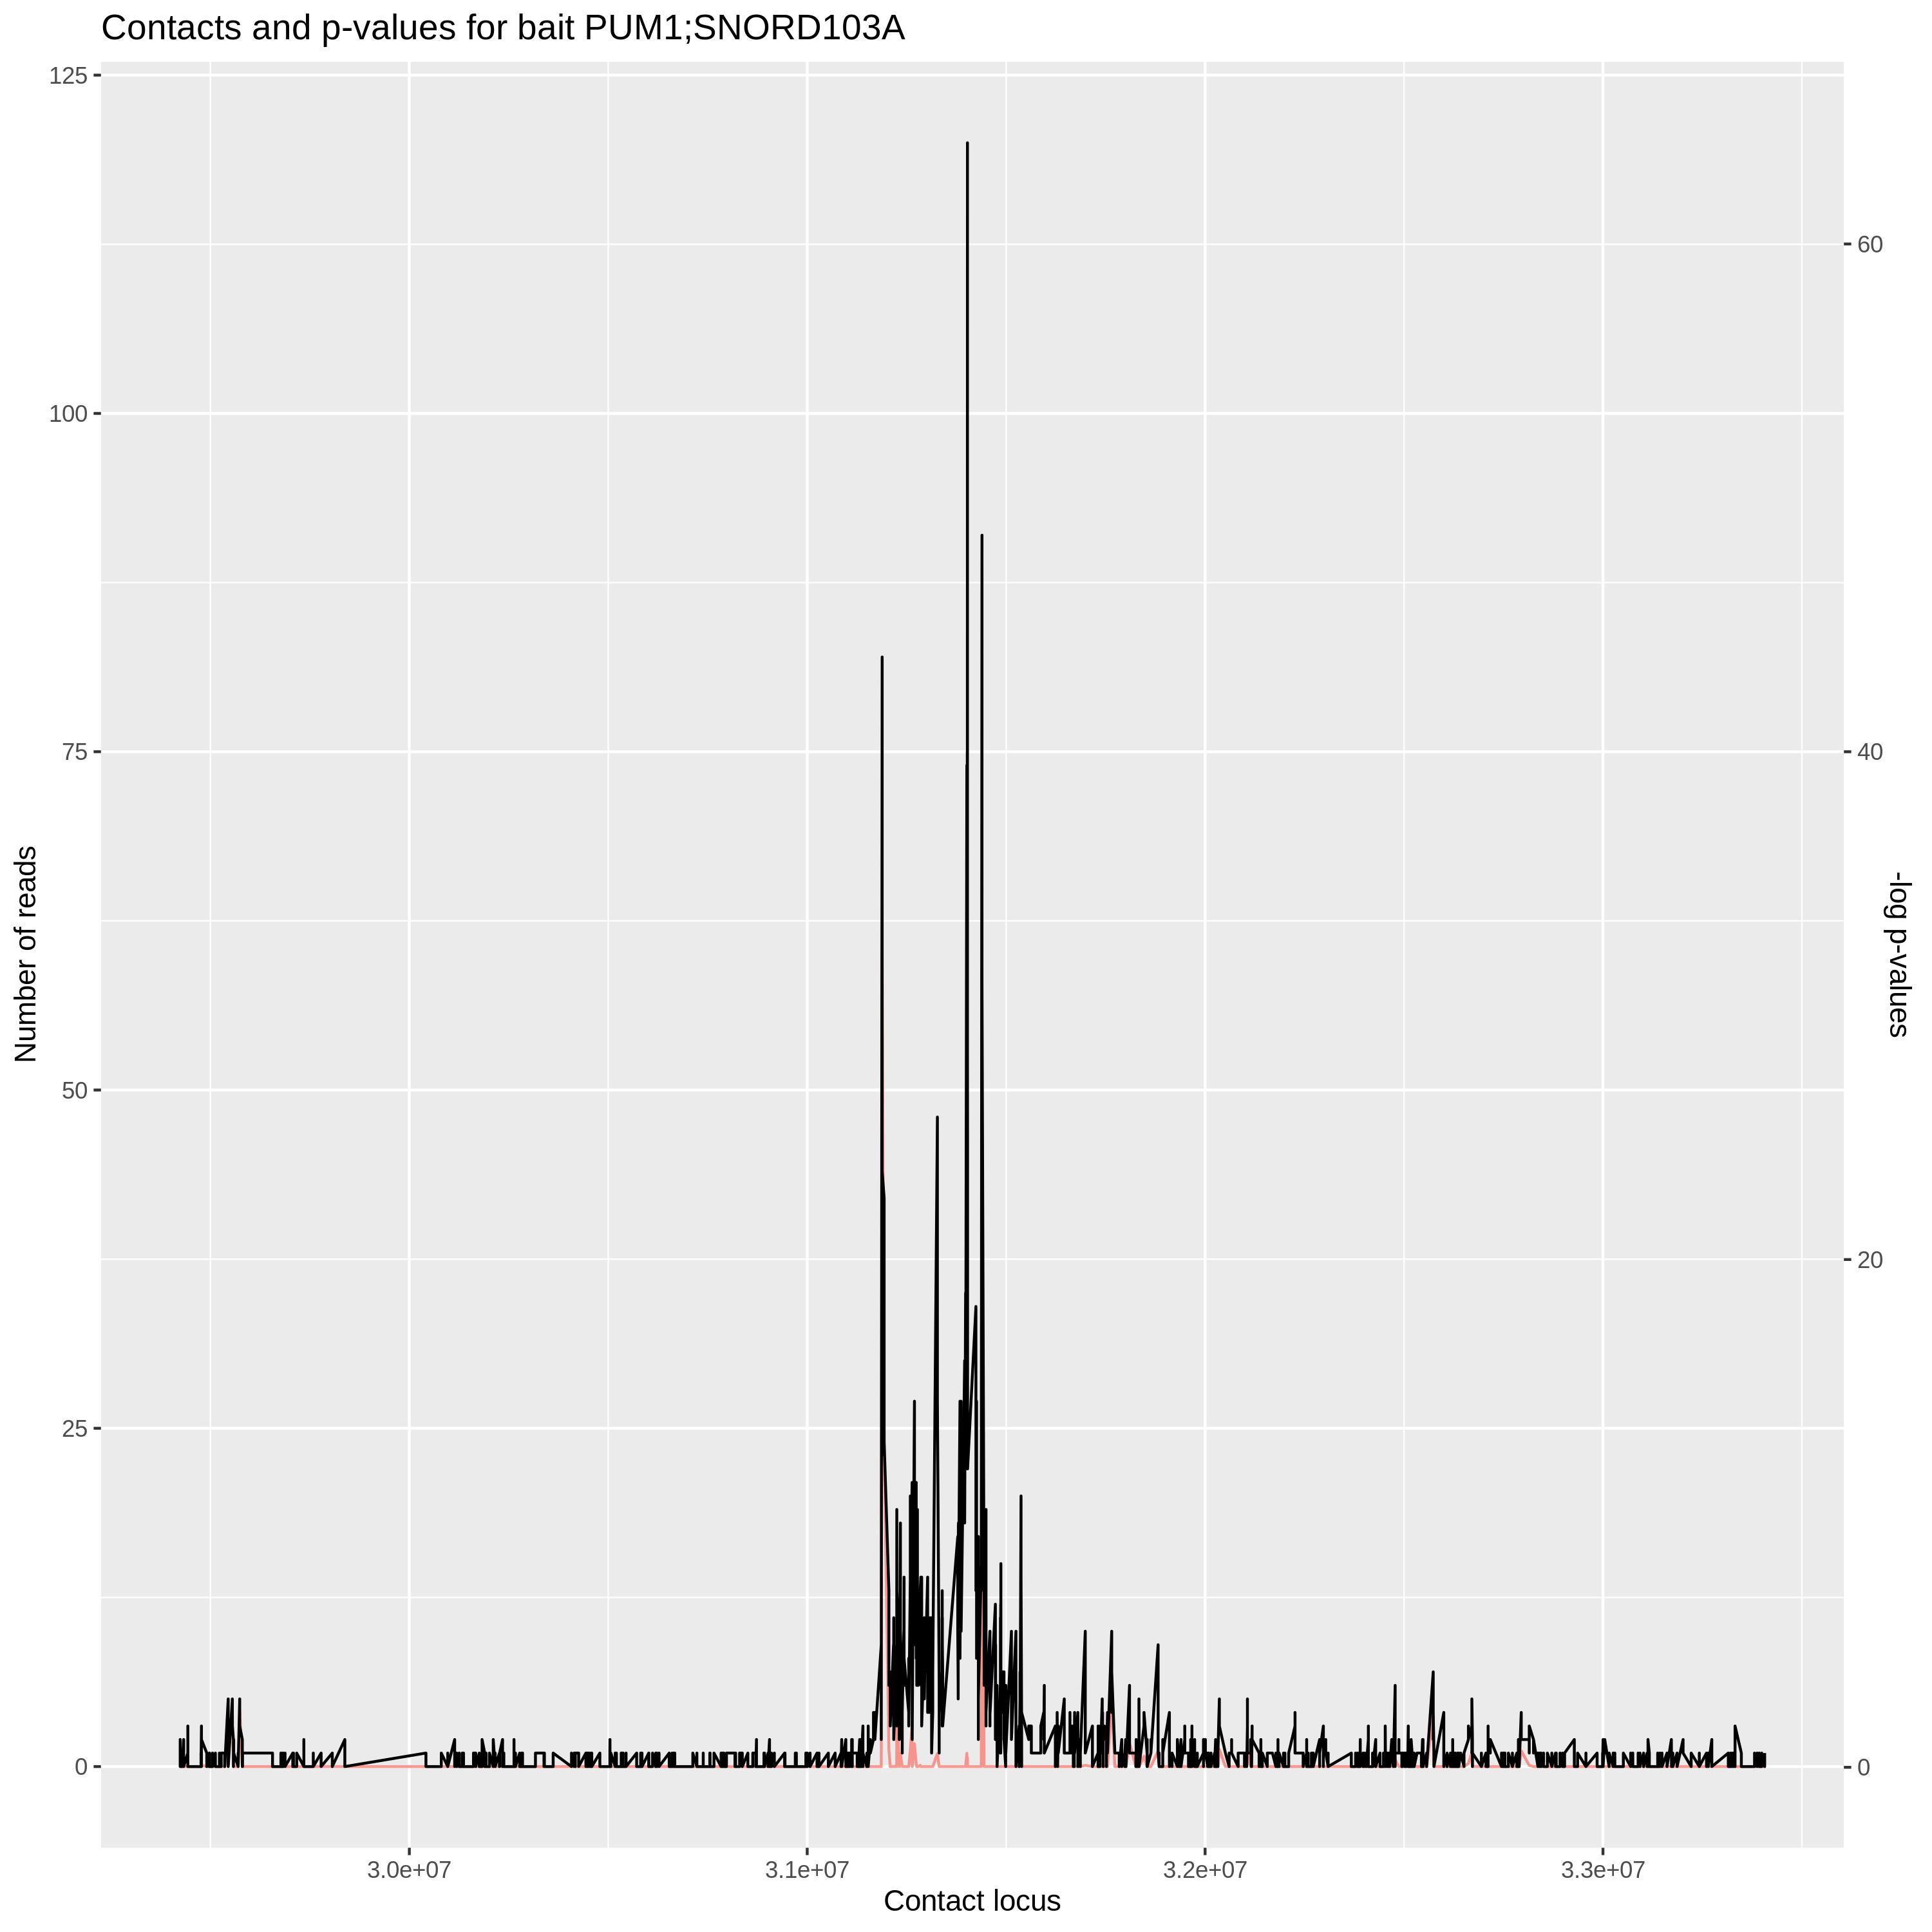 Contacts and p-values for bait PUM1;SNORD103A
125
100
75
50
25
0
Number of reads
60
40
20
0
-log p-values
3.0e+07
3.1e+07
3.2e+07
3.3e+07
Contact locus